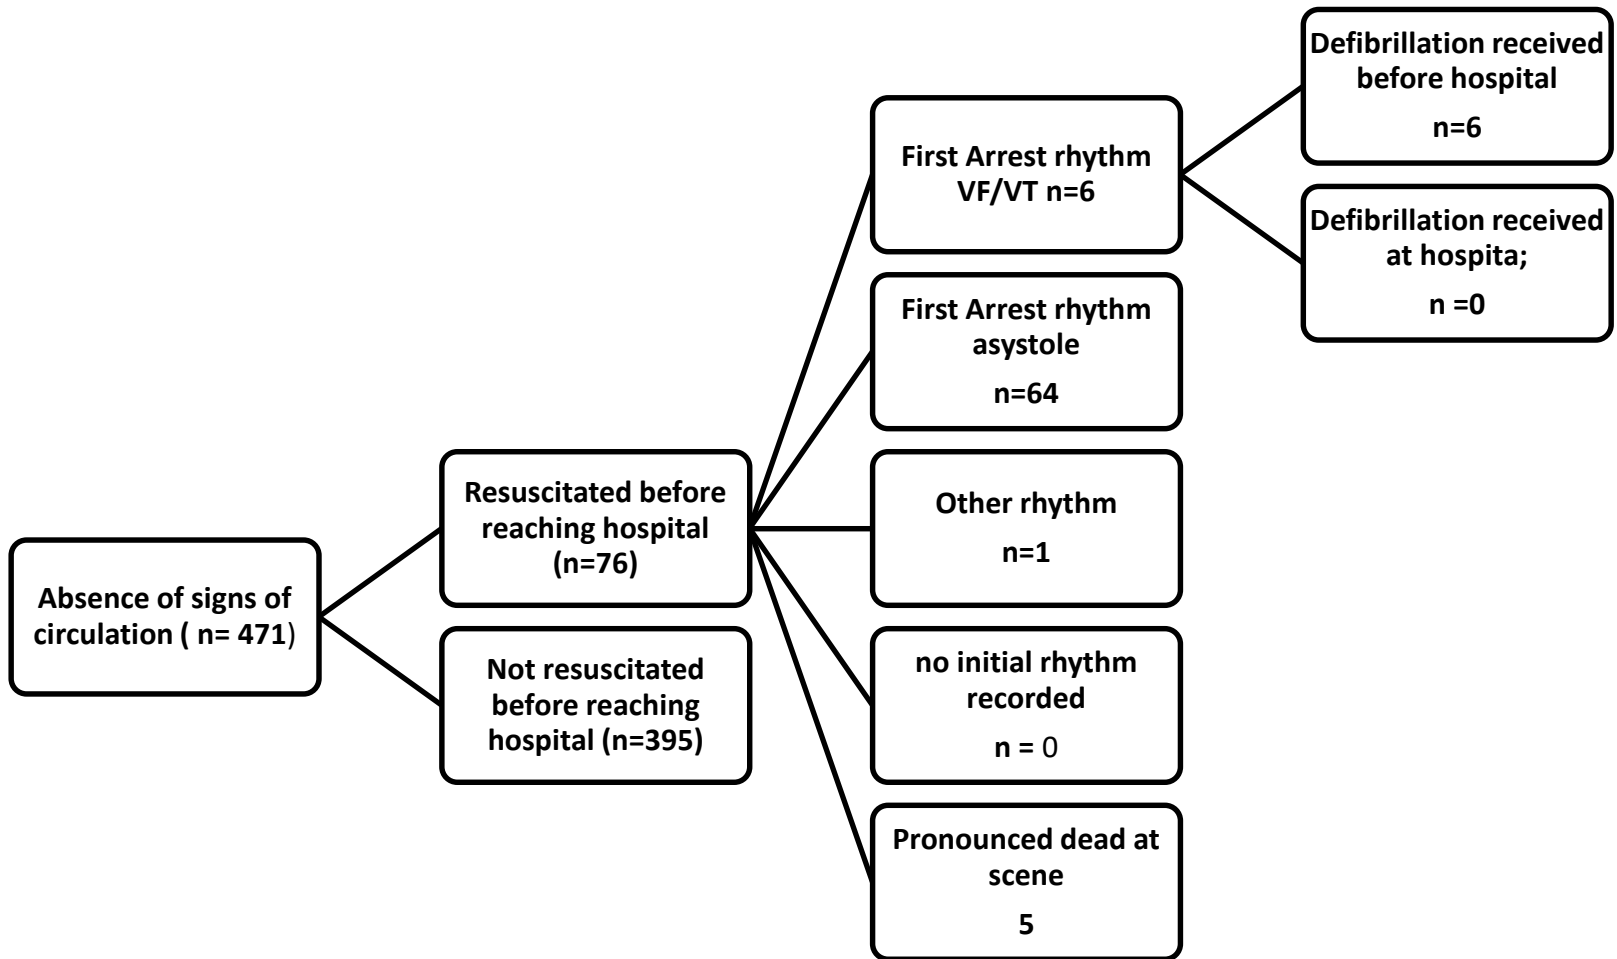 Absence of signs of
circulation ( n= 471)
Resuscitated before
reaching hospital
(n=76)
Not resuscitated
before reaching
hospital (n=395)
First Arrest rhythm
VF/VT n=6
First Arrest rhythm
asystole
n=64
Other rhythm
n=1
no initial rhythm
recorded
n = 0
Pronounced dead at
scene
5
Defibrillation received
before hospital
n=6
Defibrillation received
at hospita;
n =0